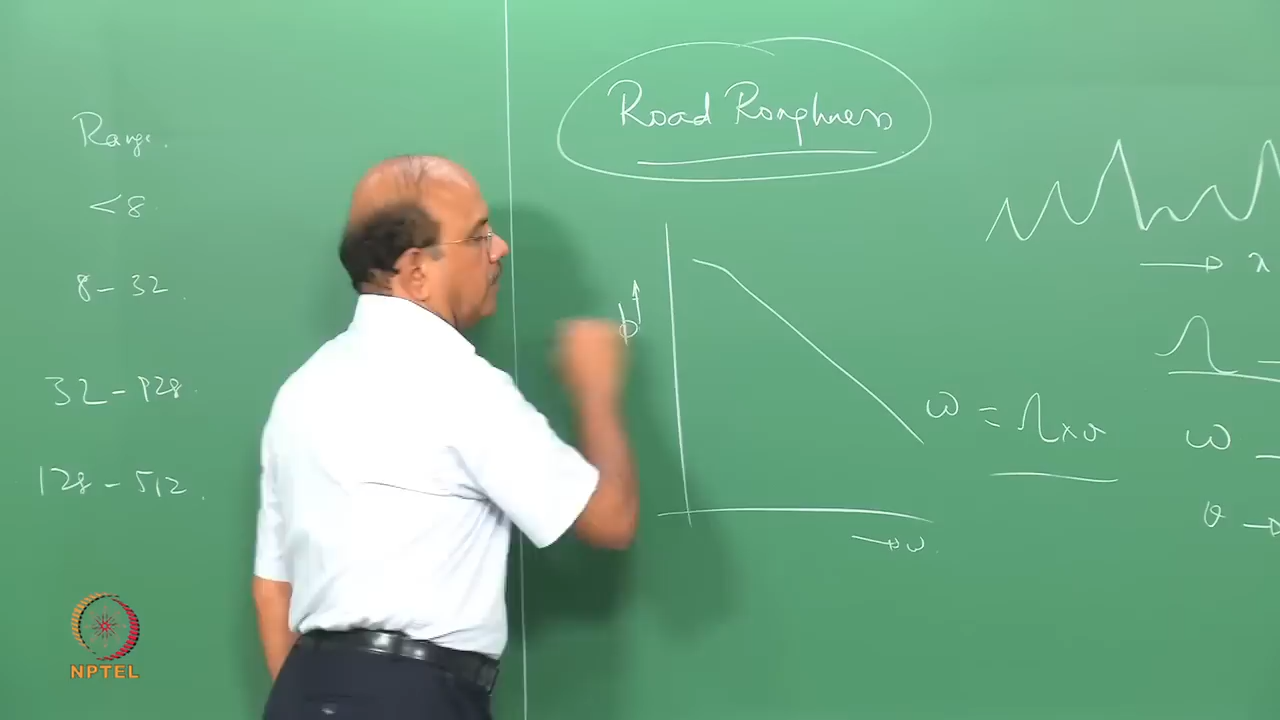 Range.
<8
8 - 32
32 - 128
128 - 512
Road Roughness
φ
→ ω
ω = Ω x v
→ x
Ω
ω
v →
NPTEL